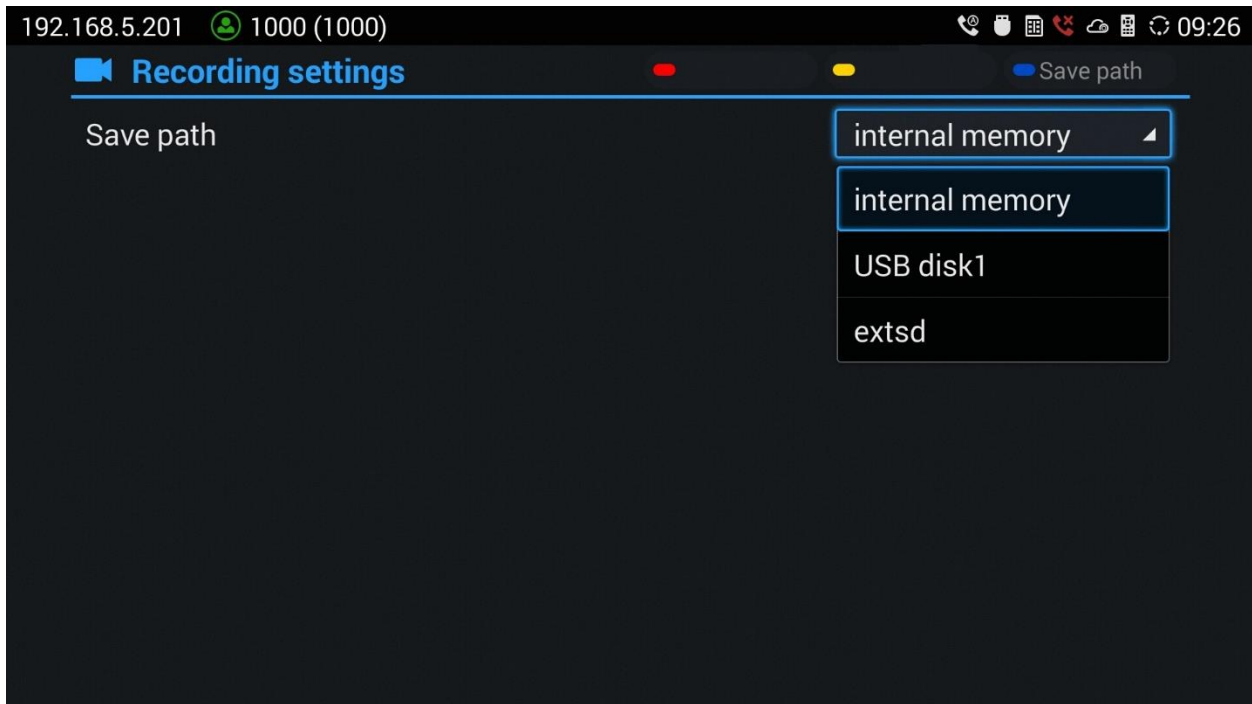 192.168.5.201 1000 (1000) 09:26
Recording settings Save path
Save path internal memory
internal memory
USB disk1
extsd